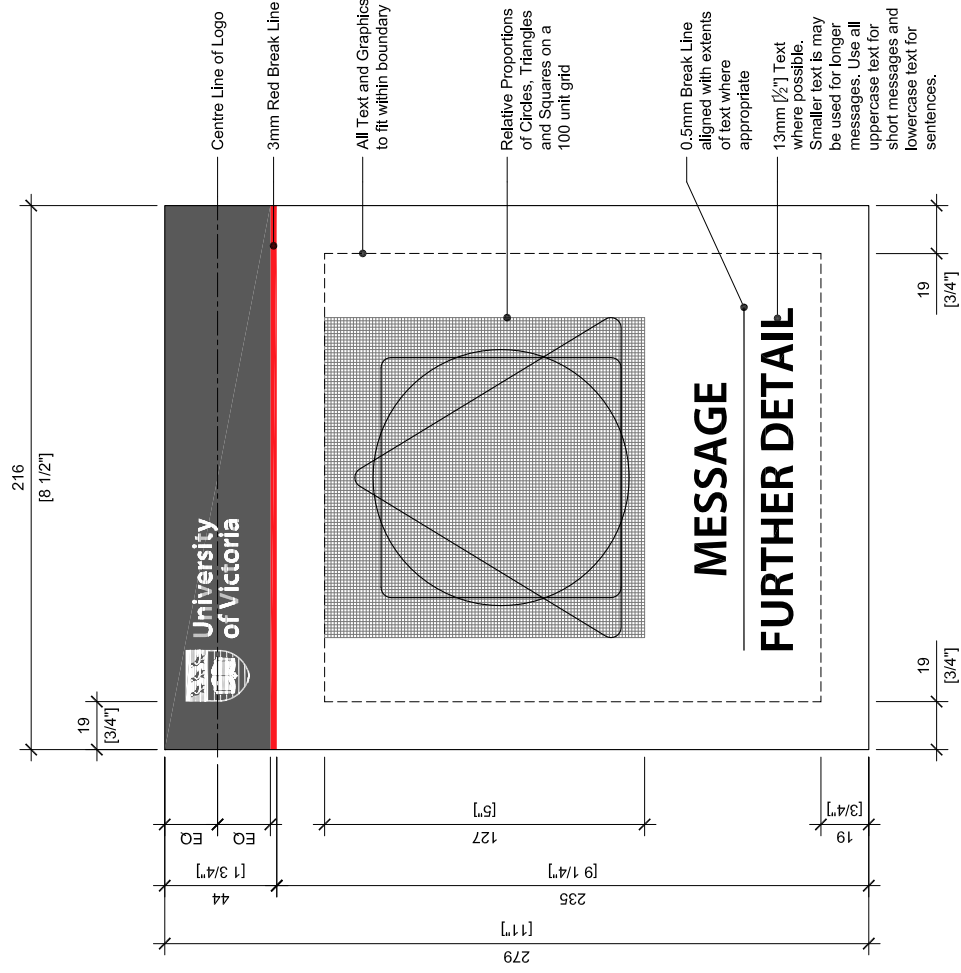 216
[8 1/2"]
19
[3/4"]
University
of Victoria
Centre Line of Logo
3mm Red Break Line
All Text and Graphics
to fit within boundary
Relative Proportions
of Circles, Triangles
and Squares on a
100 unit grid
0.5mm Break Line
aligned with extents
of text where
appropriate
13mm [½"] Text
where possible.
Smaller text is may
be used for longer
messages. Use all
uppercase text for
short messages and
lowercase text for
sentences.
MESSAGE
FURTHER DETAIL
19
[3/4"]
19
[3/4"]
EQ
EQ
[1 3/4"]
44
[5"]
127
[3/4"]
19
[9 1/4"]
235
[11"]
279